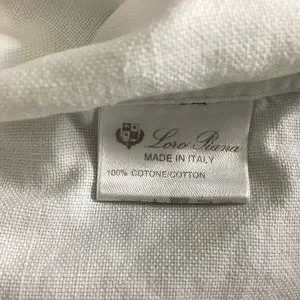 Loro Piana
MADE IN ITALY
100% COTONE/COTTON